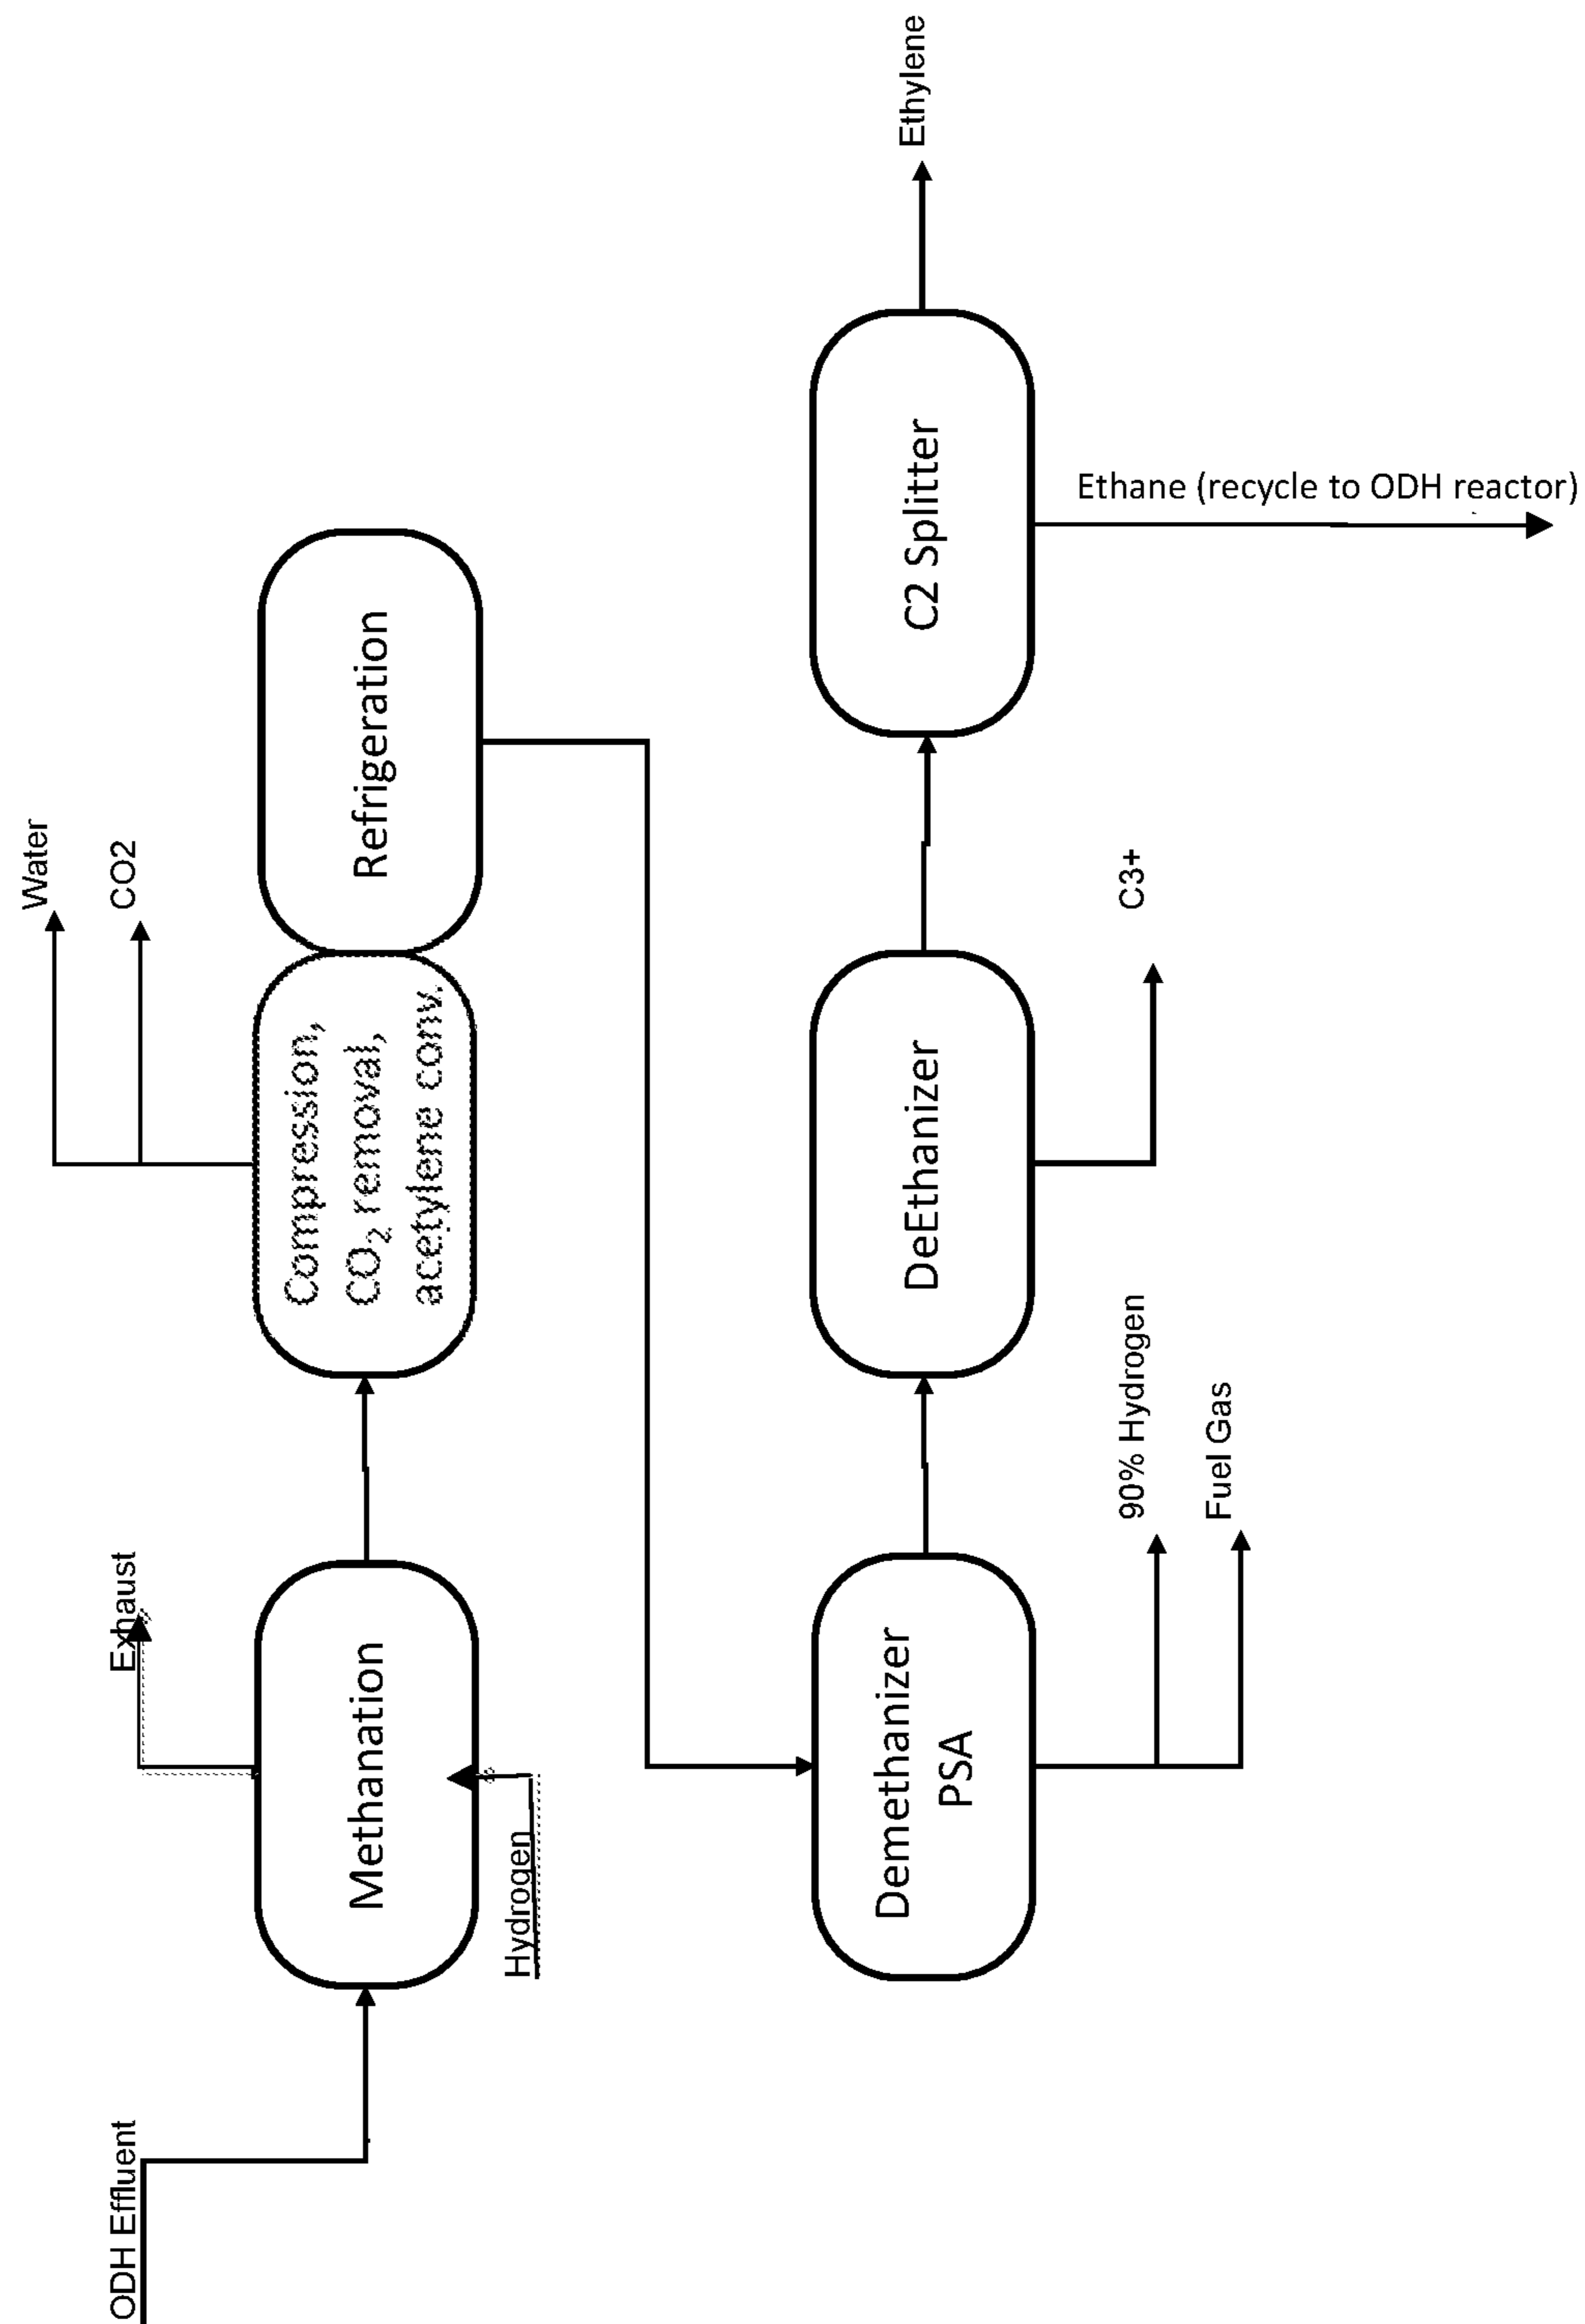 ODH Effluent
Exhaust
Methanation
Hydrogen
Water
CO2
Compression,
CO₂ removal,
acetylene conv.
Refrigeration
Demethanizer
PSA
90% Hydrogen
Fuel Gas
DeEthanizer
C3+
C2 Splitter
Ethane (recycle to ODH reactor)
Ethylene